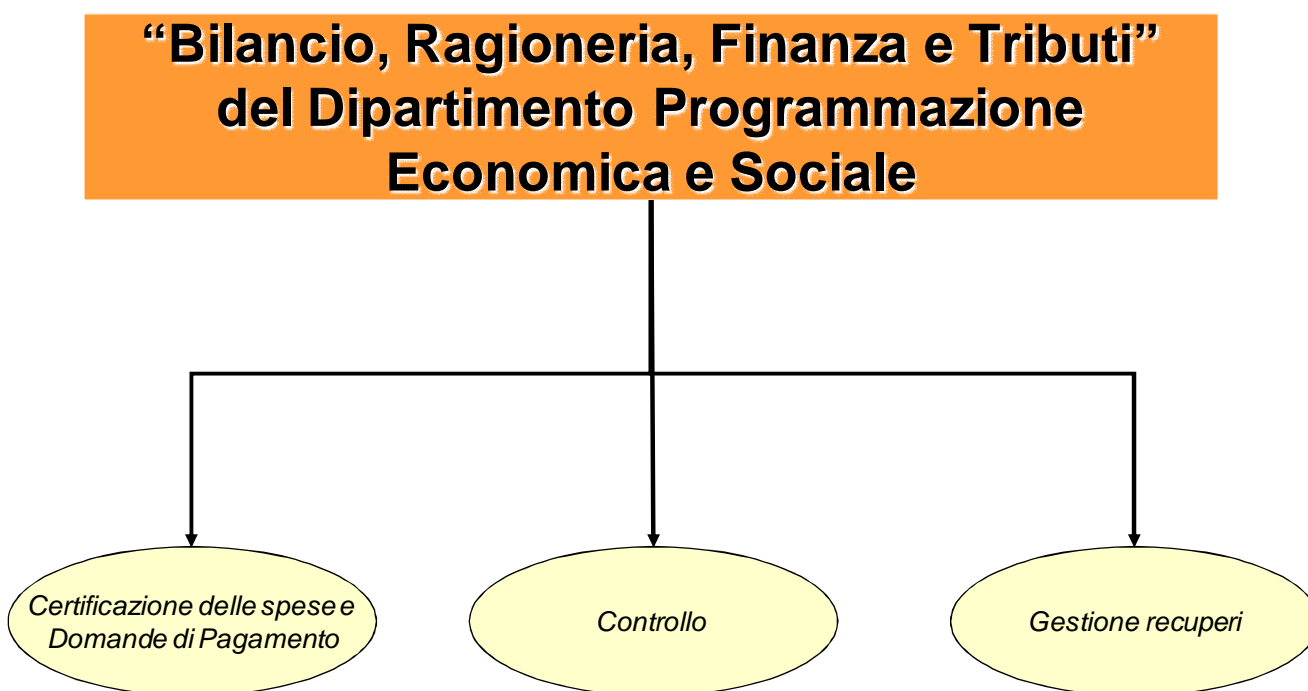 “Bilancio, Ragioneria, Finanza e Tributi”
del Dipartimento Programmazione
Economica e Sociale
Certificazione delle spese e
Domande di Pagamento
Controllo
Gestione recuperi